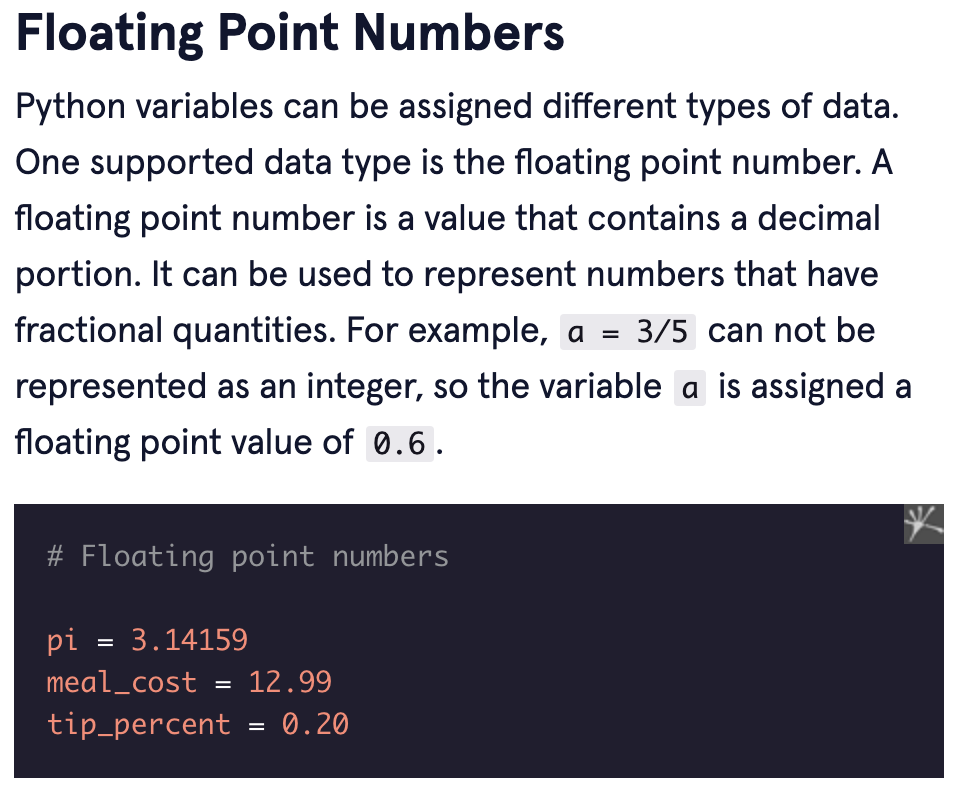 Floating Point Numbers
Python variables can be assigned different types of data.
One supported data type is the floating point number. A
floating point number is a value that contains a decimal
portion. It can be used to represent numbers that have
fractional quantities. For example, a = 3/5 can not be
represented as an integer, so the variable a is assigned a
floating point value of 0.6.
# Floating point numbers
pi = 3.14159
meal_cost = 12.99
tip_percent = 0.20